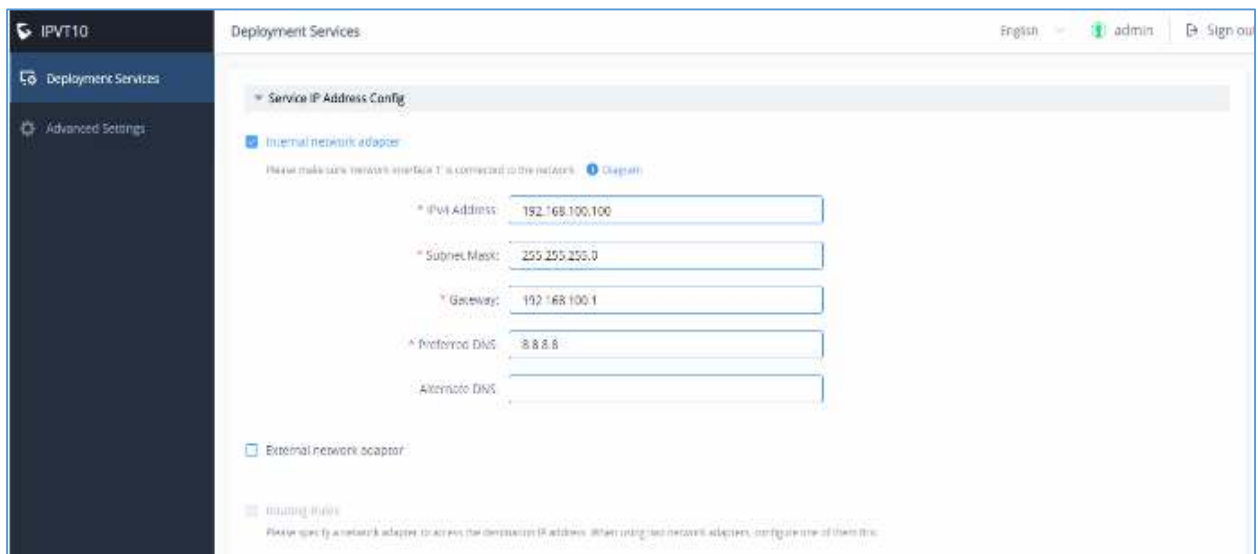 IPVT10
Deployment Services
English
admin
Sign ou
Deployment Services
Advanced Settings
Service IP Address Config
Internal network adapter
Please make sure 'network interface 1' is connected to the network
Diagram
* IPv4 Address:
192.168.100.100
* Subnet Mask:
255.255.255.0
* Gateway:
192.168.100.1
* Preferred DNS
8.8.8.8
Alternate DNS
External network adaptor
Routing Rules
Please specify a network adapter to access the destination IP address. When using two network adapters, configure one of them first.